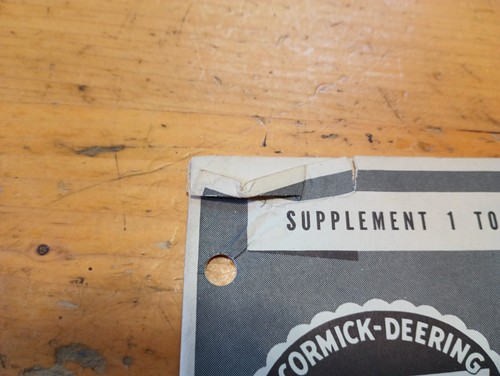 SUPPLEMENT 1 TO
CORMICK-DEERING